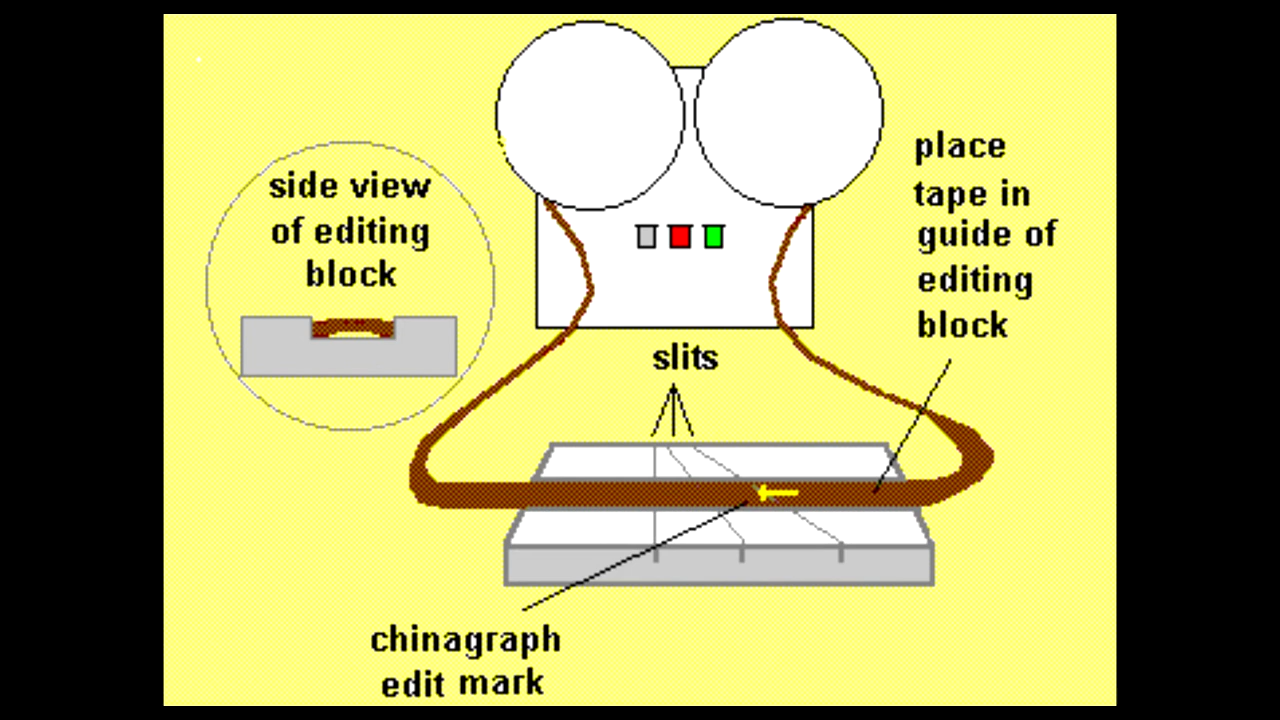 side view
of editing
block
place
tape in
guide of
editing
block
slits
chinagraph
edit mark